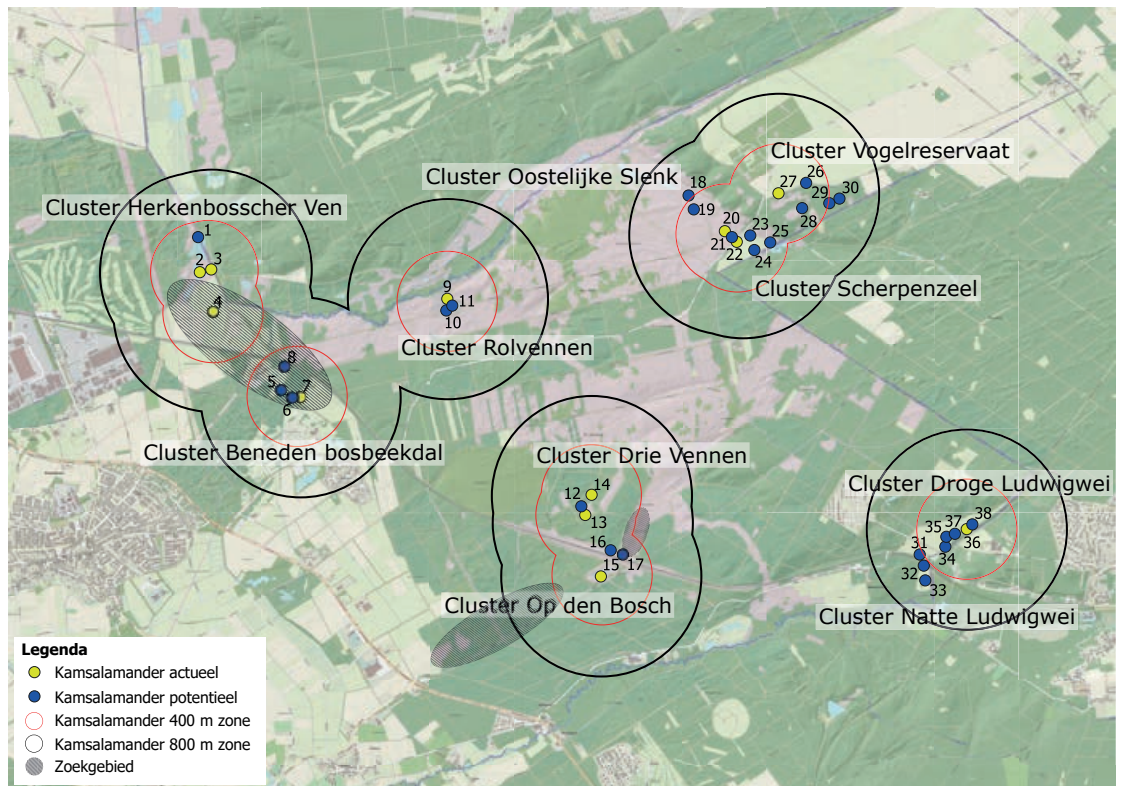 Cluster Vogelreservaat
Cluster Oostelijke Slenk
18
26
27
29
30
Cluster Herkenbosscher Ven
19
28
1
20
23
25
21
22
24
2
3
Cluster Scherpenzeel
9
11
4
10
Cluster Rolvennen
8
5
7
6
Cluster Beneden bosbeekdal
Cluster Drie Vennen
Cluster Droge Ludwigwei
12
14
13
38
37
35
36
16
31
34
15
17
32
33
Cluster Op den Bosch
Cluster Natte Ludwigwei
Legenda
Kamsalamander actueel
Kamsalamander potentieel
Kamsalamander 400 m zone
Kamsalamander 800 m zone
Zoekgebied